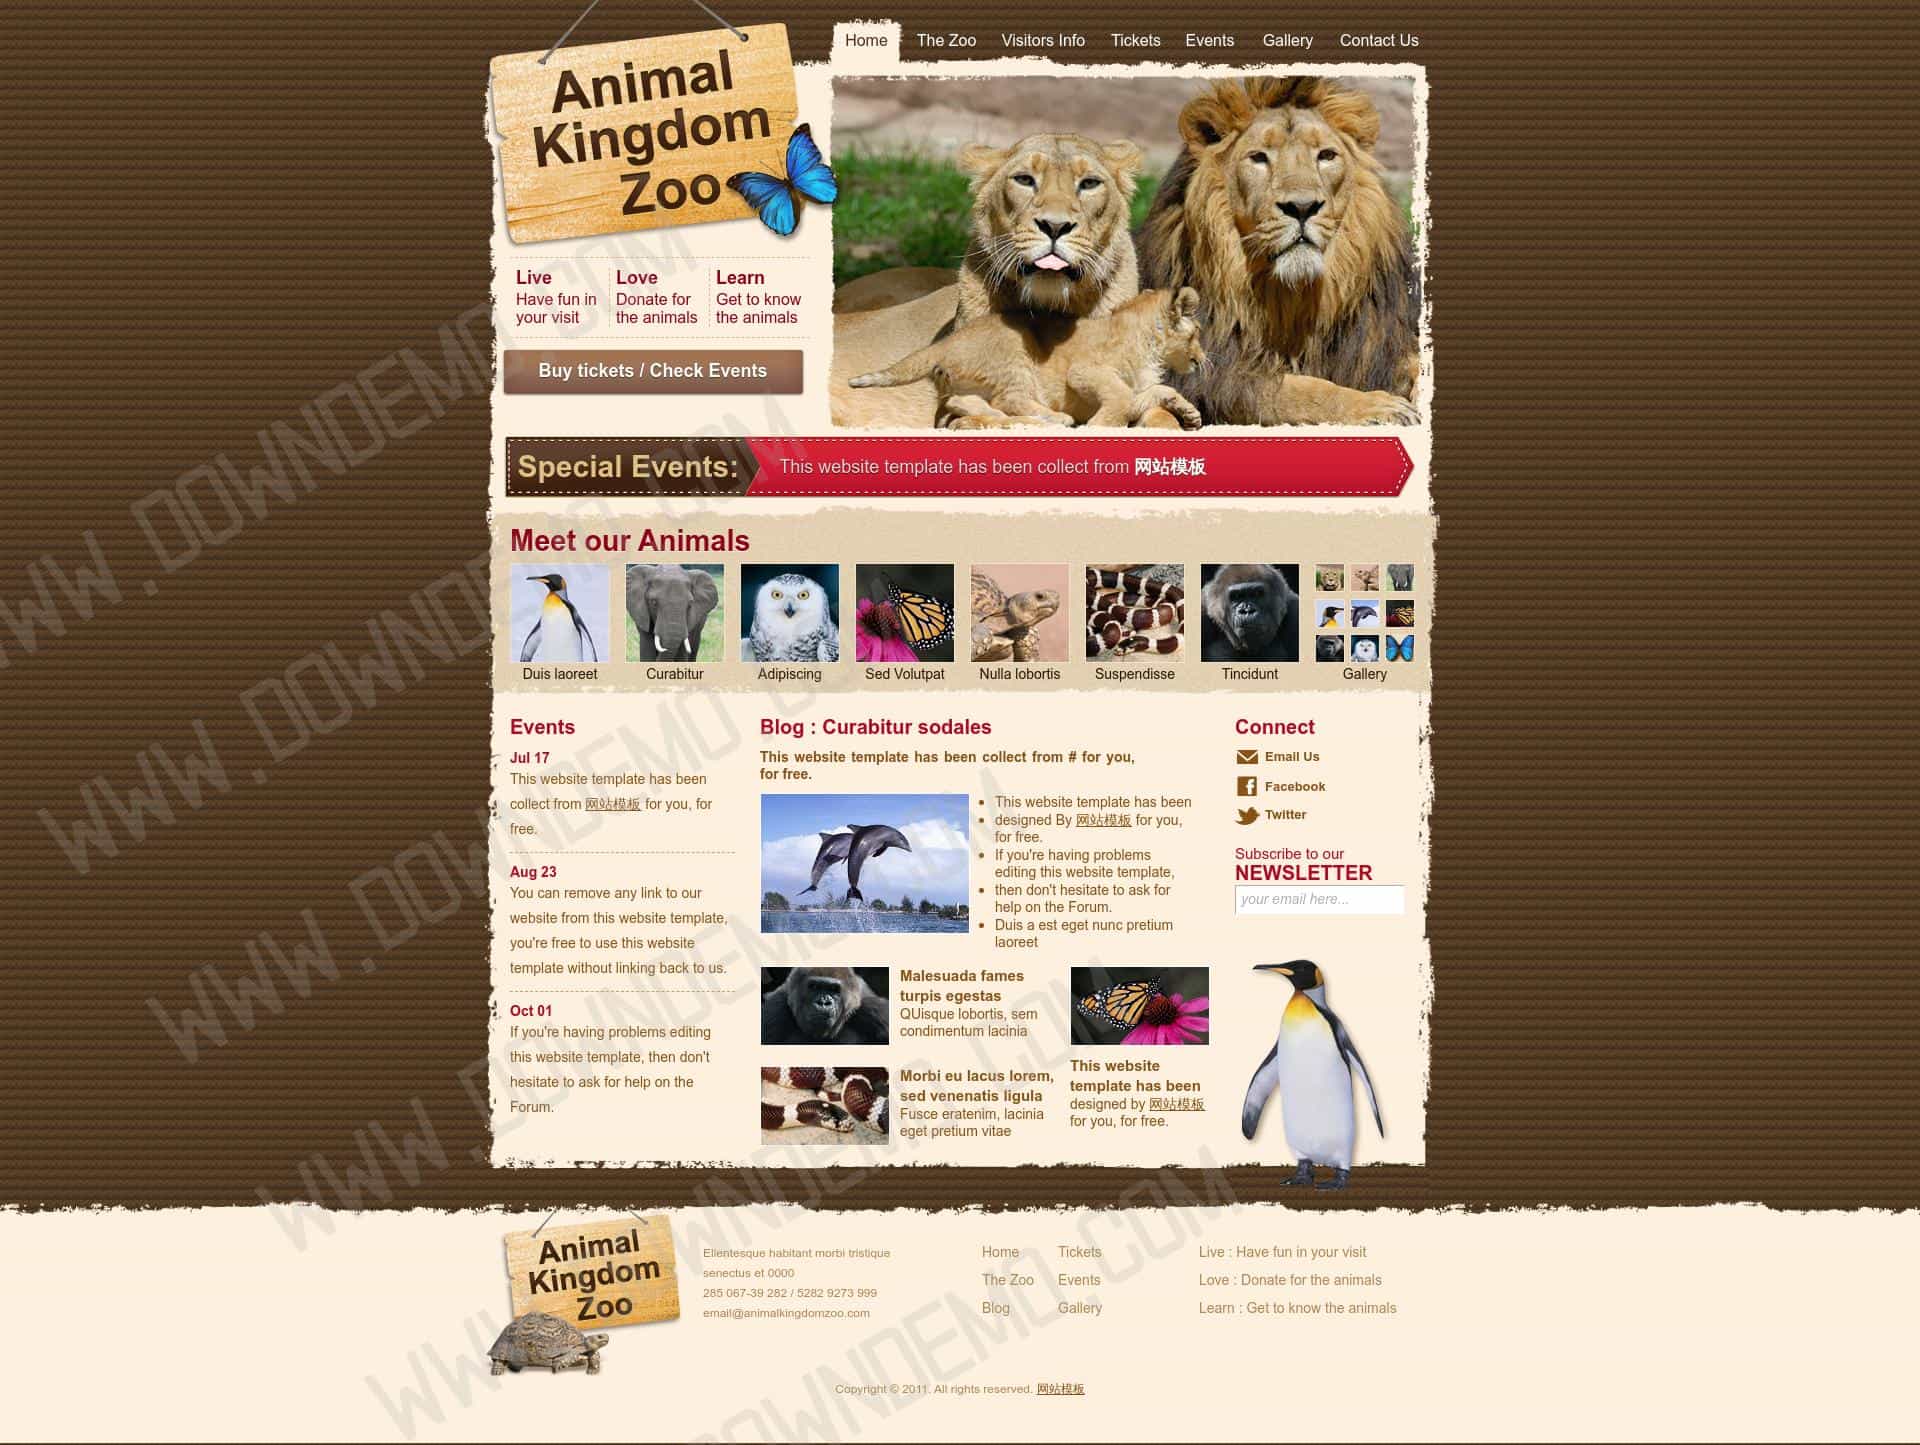 Animal
Kingdom
Zoo
Home
The Zoo
Visitors Info
Tickets
Events
Gallery
Contact Us
Live
Have fun in
your visit
Love
Donate for
the animals
Learn
Get to know
the animals
Buy tickets / Check Events
Special Events:
This website template has been collect from 网站模板
Meet our Animals
Duis laoreet
Curabitur
Adipiscing
Sed Volutpat
Nulla lobortis
Suspendisse
Tincidunt
Gallery
Events
Jul 17
This website template has been
collect from 网站模板 for you, for
free.
Aug 23
You can remove any link to our
website from this website template,
you're free to use this website
template without linking back to us.
Oct 01
If you're having problems editing
this website template, then don't
hesitate to ask for help on the
Forum.
Blog : Curabitur sodales
This website template has been collect from # for you,
for free.
This website template has been
designed By 网站模板 for you,
for free.
If you're having problems
editing this website template,
then don't hesitate to ask for
help on the Forum.
Duis a est eget nunc pretium
laoreet
Malesuada fames
turpis egestas
QUisque lobortis, sem
condimentum lacinia
Morbi eu lacus lorem,
sed venenatis ligula
Fusce eratenim, lacinia
eget pretium vitae
This website
template has been
designed by 网站模板
for you, for free.
Connect
Email Us
Facebook
Twitter
Subscribe to our
NEWSLETTER
your email here...
Animal
Kingdom
Zoo
Ellentesque habitant morbi tristique
senectus et 0000
285 067-39 282 / 5282 9273 999
email@animalkingdomzoo.com
Home
The Zoo
Blog
Tickets
Events
Gallery
Live : Have fun in your visit
Love : Donate for the animals
Learn : Get to know the animals
Copyright © 2011. All rights reserved. 网站模板
WWW.DOWNDEMO.COM
WWW.DOWNDEMO.COM
WWW.DOWNDEMO.COM
WWW.DOWNDEMO.COM
WWW.DOWNDEMO.COM